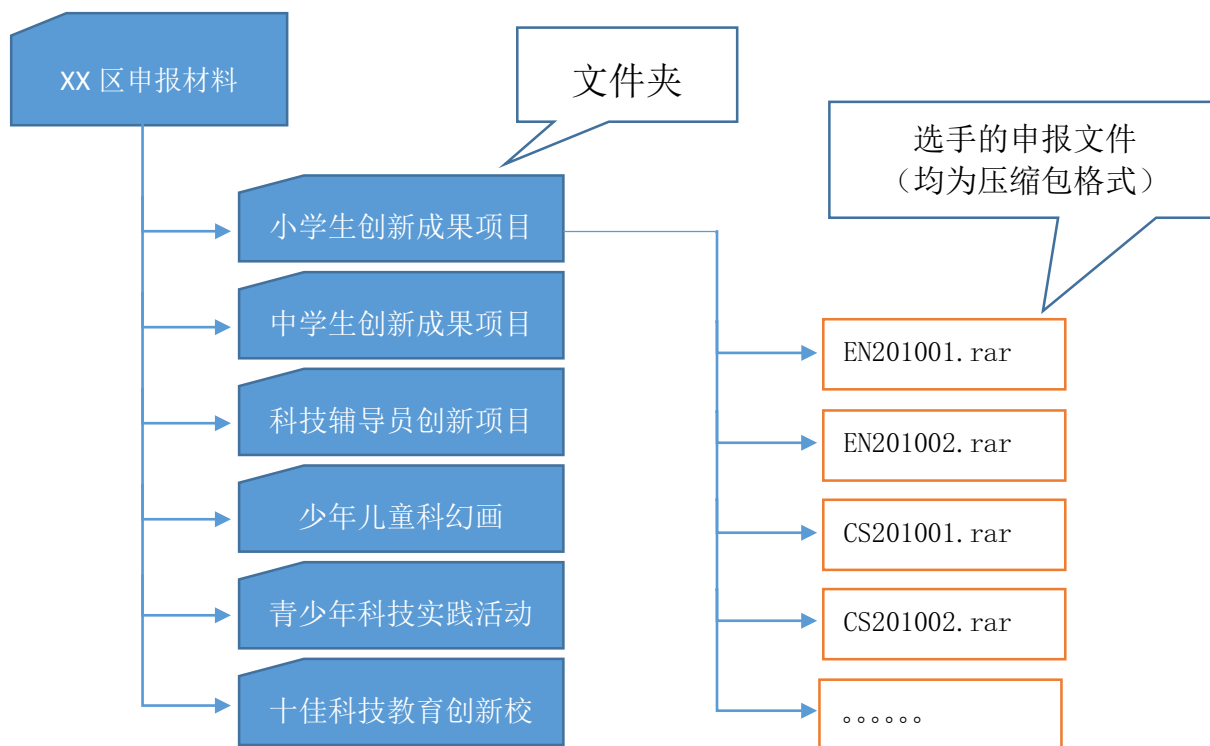 XX 区申报材料
文件夹
选手的申报文件
（均为压缩包格式）
小学生创新成果项目
中学生创新成果项目
科技辅导员创新项目
少年儿童科幻画
青少年科技实践活动
十佳科技教育创新校
EN201001.rar
EN201002.rar
CS201001.rar
CS201002.rar
。。。。。。